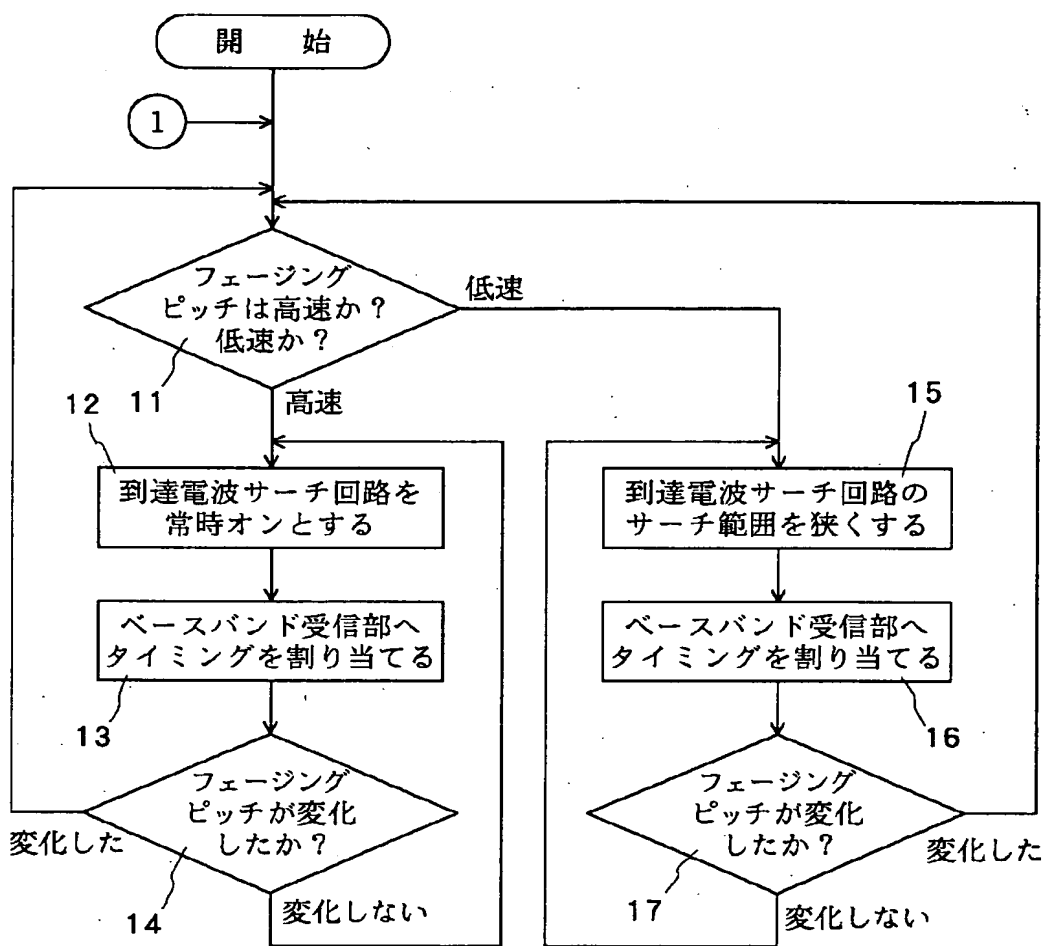 開 始
1
フェージング
ピッチは高速か?
低速か?
11
低速
高速
12
到達電波サーチ回路を
常時オンとする
ベースバンド受信部へ
タイミングを割り当てる
13
フェージング
ピッチが変化
したか?
14
変化した
変化しない
15
到達電波サーチ回路の
サーチ範囲を狭くする
ベースバンド受信部へ
タイミングを割り当てる
16
フェージング
ピッチが変化
したか?
17
変化した
変化しない